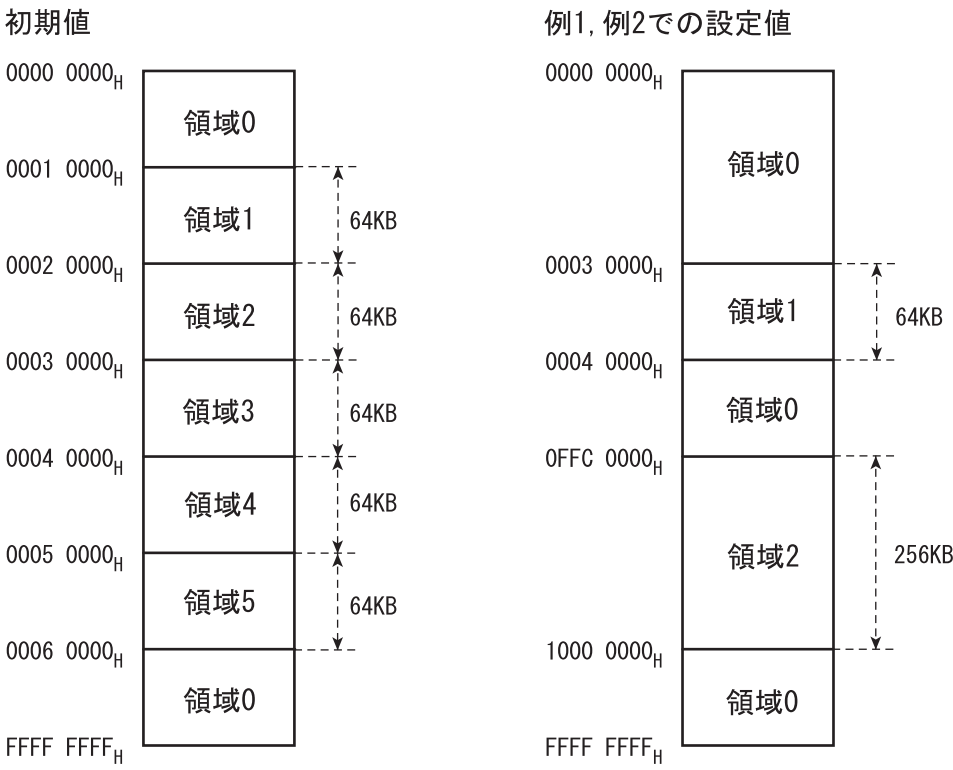 初期値
0000 0000H
領域0
0001 0000H
領域1
64KB
0002 0000H
領域2
64KB
0003 0000H
領域3
64KB
0004 0000H
領域4
64KB
0005 0000H
領域5
64KB
0006 0000H
領域0
FFFF FFFFH
例1, 例2での設定値
0000 0000H
領域0
0003 0000H
領域1
64KB
0004 0000H
領域0
0FFC 0000H
領域2
256KB
1000 0000H
領域0
FFFF FFFFH